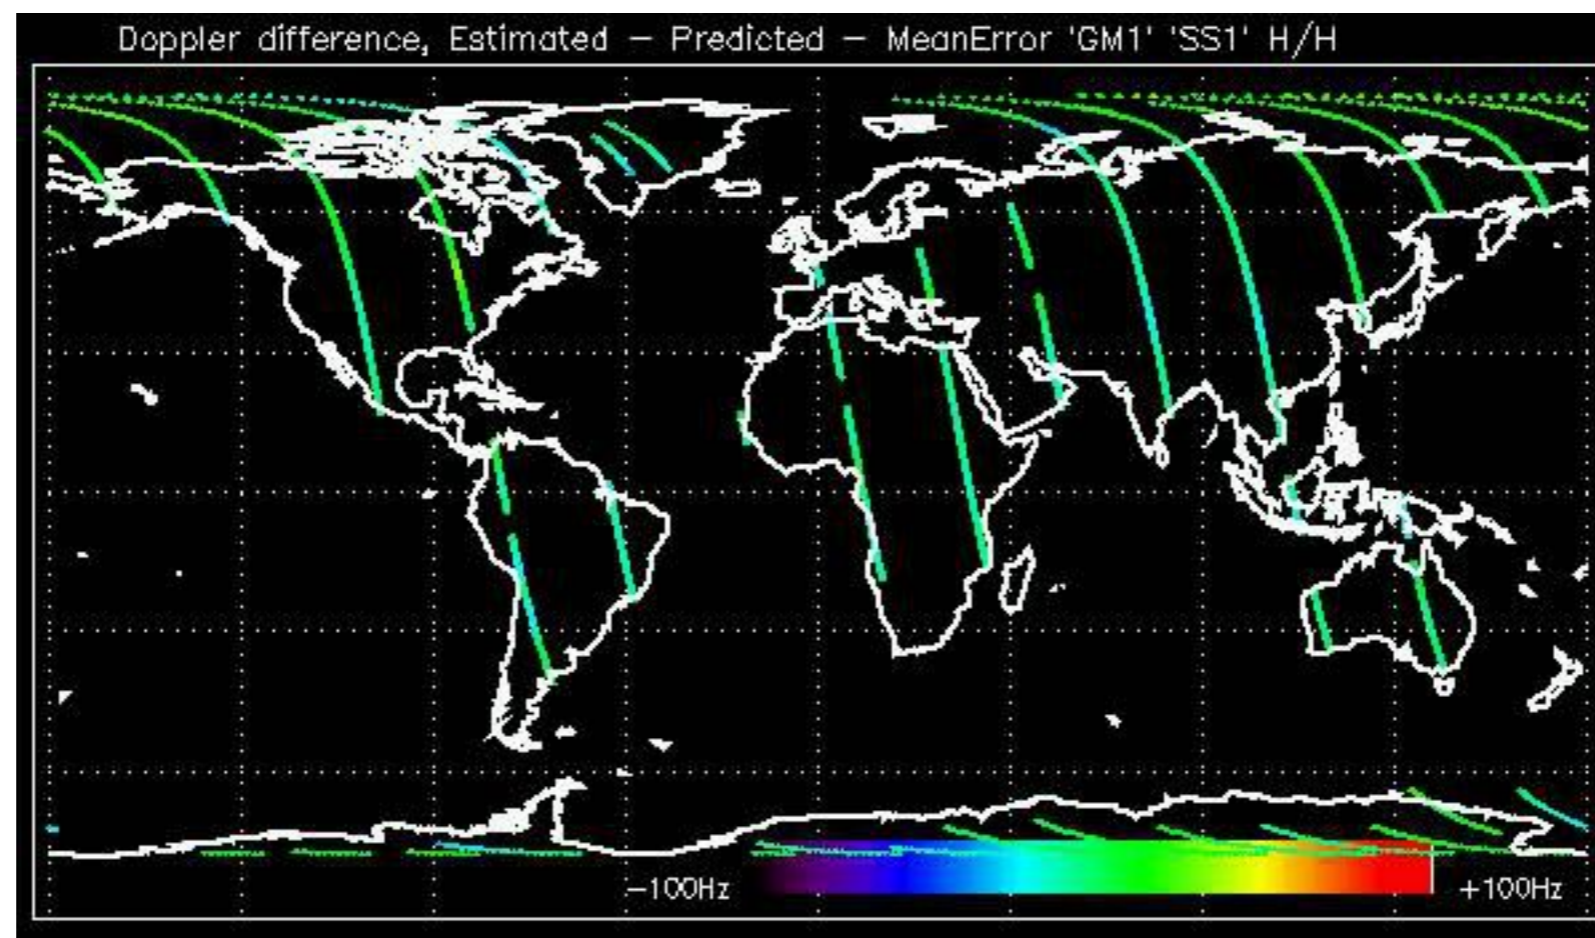 Doppler difference, Estimated – Predicted – MeanError 'GM1' 'SS1' H/H
–100Hz +100Hz